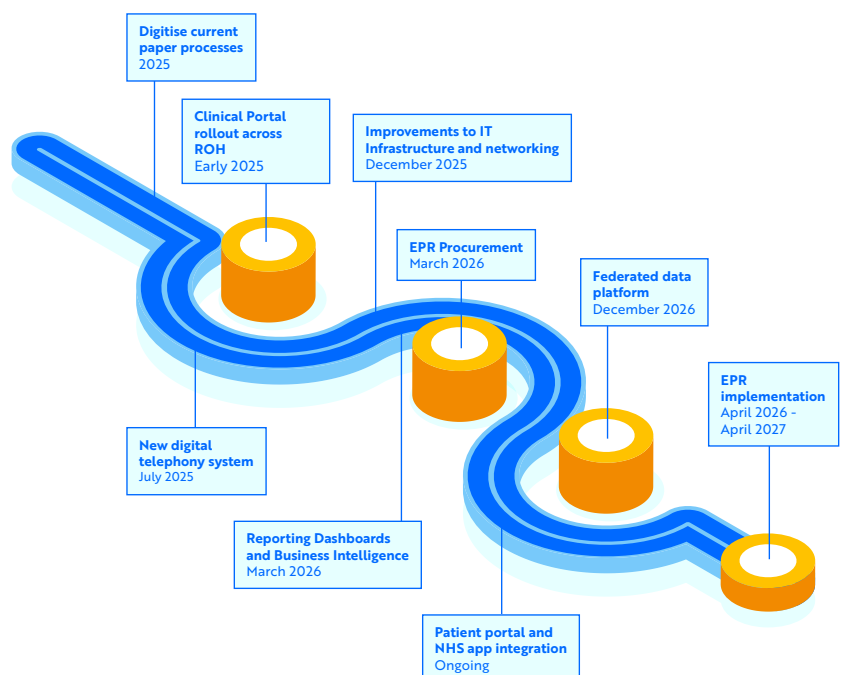 Digitise current
paper processes
2025
Clinical Portal
rollout across
ROH
Early 2025
Improvements to IT
Infrastructure and networking
December 2025
EPR Procurement
March 2026
Federated data
platform
December 2026
EPR
implementation
April 2026 -
April 2027
New digital
telephony system
July 2025
Reporting Dashboards
and Business Intelligence
March 2026
Patient portal and
NHS app integration
Ongoing